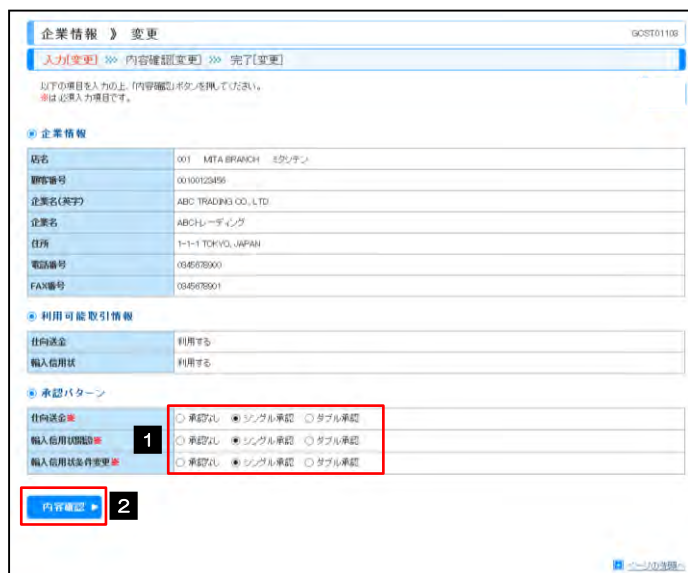 企業情報 》 変更 GCST01103
入力[変更] >>> 内容確認[変更] >>> 完了[変更]
以下の項目を入力の上、「内容確認」ボタンを押してください。
※は必須入力項目です。
企業情報
店名 001 MITA BRANCH ミタシテン
顧客番号 00100123456
企業名(英字) ABC TRADING CO., LTD
企業名 ABCトレーディング
住所 1-1-1 TOKYO, JAPAN
電話番号 0345678900
FAX番号 0345678901
利用可能取引情報
仕向送金 利用する
輸入信用状 利用する
承認パターン
仕向送金※ 承認なし シングル承認 ダブル承認
輸入信用状開設※ 1 承認なし シングル承認 ダブル承認
輸入信用状条件変更※ 承認なし シングル承認 ダブル承認
内容確認 2
ページの先頭へ